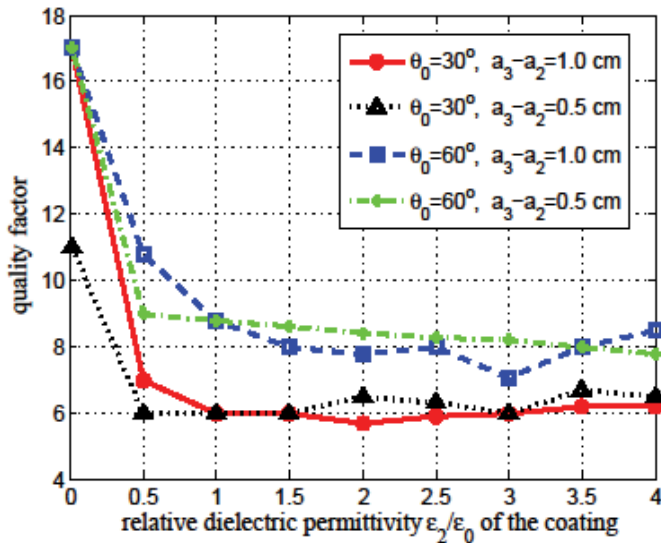 18
16
14
12
10
8
6
4
quality factor
θ₀=30°, a₃−a₂=1.0 cm
θ₀=30°, a₃−a₂=0.5 cm
θ₀=60°, a₃−a₂=1.0 cm
θ₀=60°, a₃−a₂=0.5 cm
0 0.5 1 1.5 2 2.5 3 3.5 4
relative dielectric permittivity ε₂/ε₀ of the coating